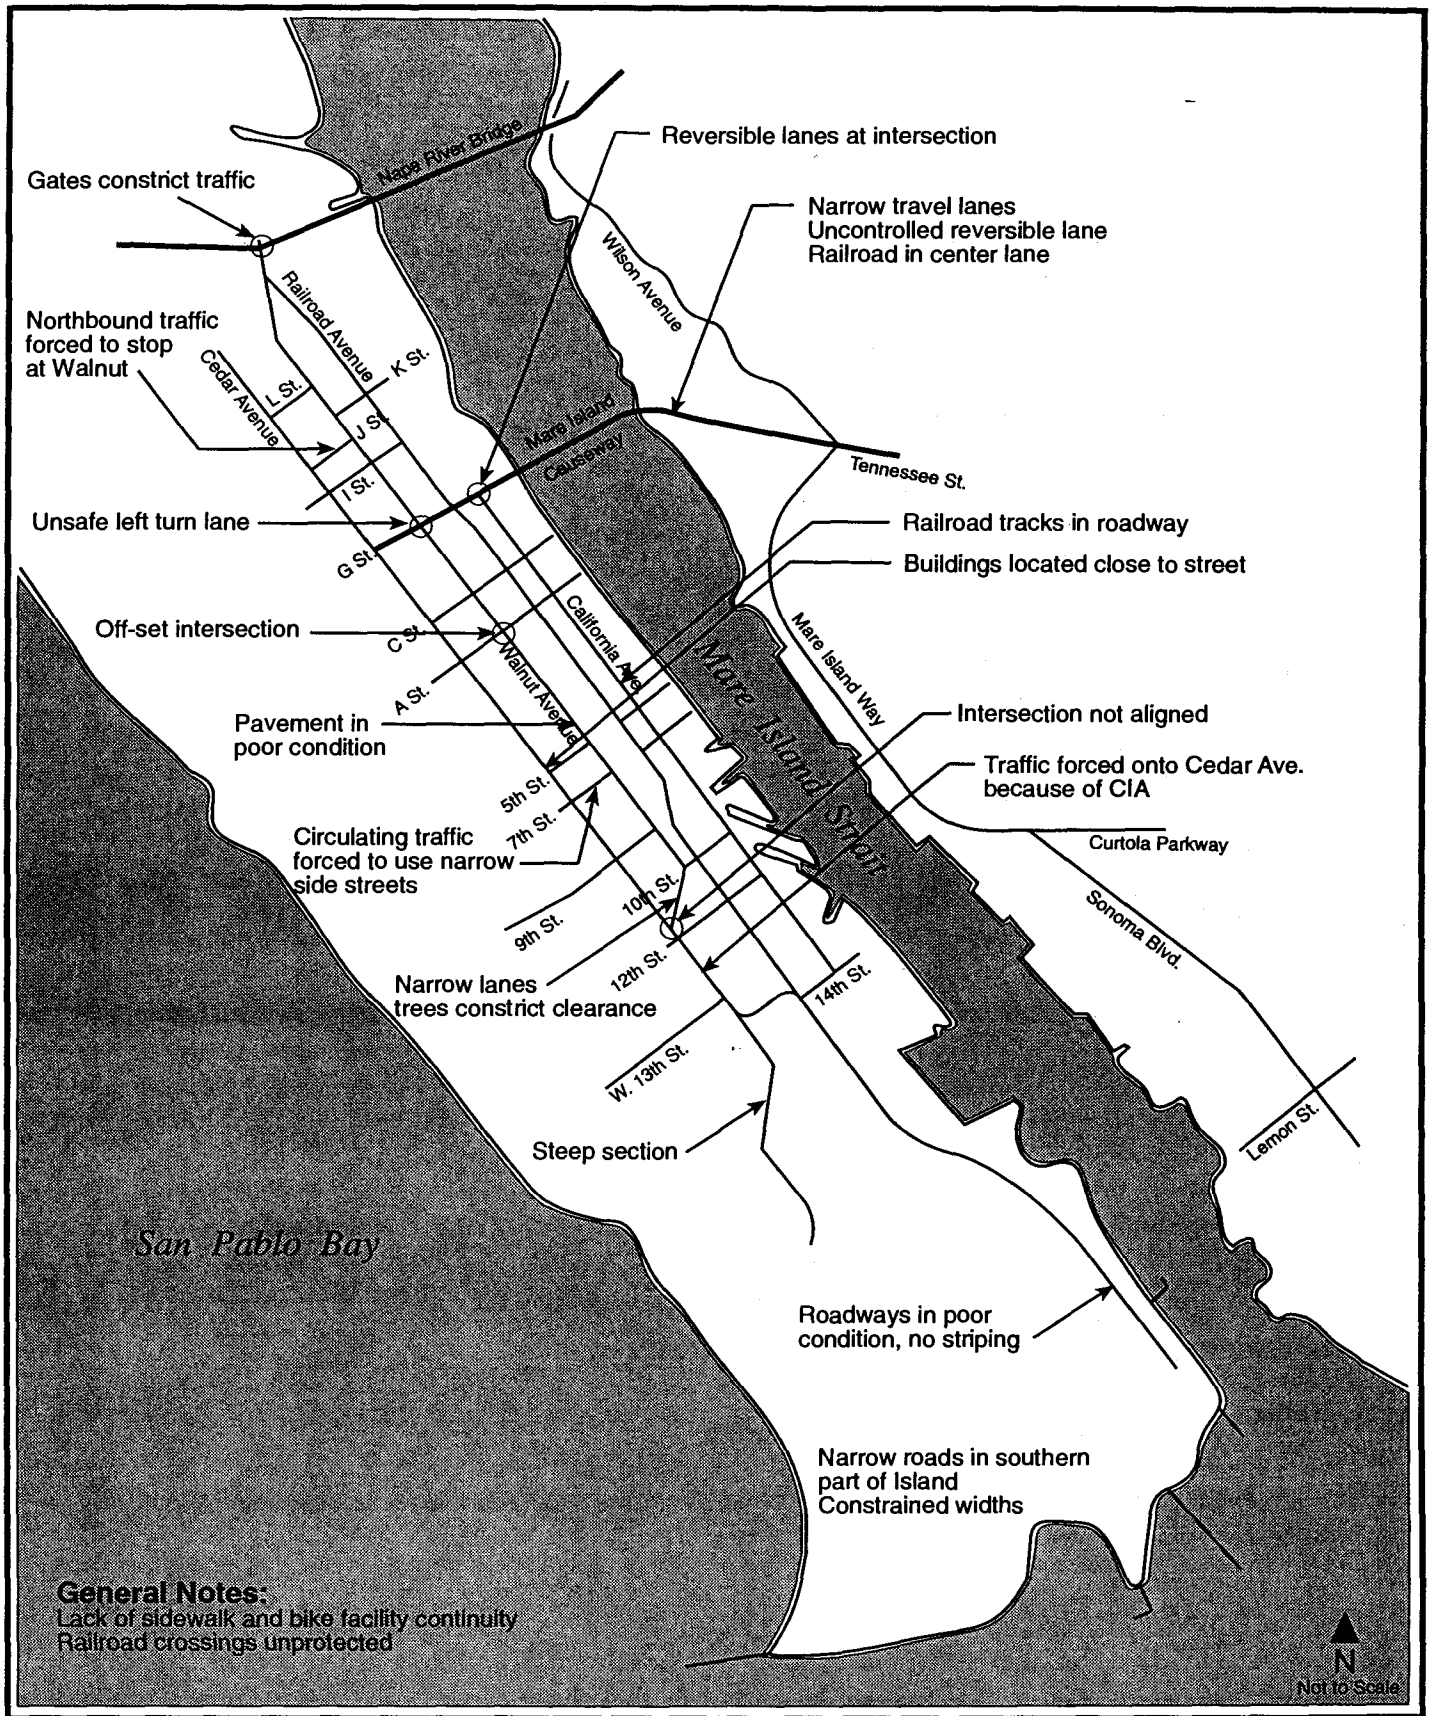 Napa River Bridge
Reversible lanes at intersection
Gates constrict traffic
Narrow travel lanes
Uncontrolled reversible lane
Railroad in center lane
Wilson Avenue
Railroad Avenue
Northbound traffic
forced to stop
at Walnut
Cedar Avenue
K St.
L St.
J St.
I St.
Mare Island
Causeway
Tennessee St.
Unsafe left turn lane
G St.
Railroad tracks in roadway
Buildings located close to street
Off-set intersection
C St.
California Ave.
Walnut Avenue
A St.
Mare Island Way
Mare Island Strait
Pavement in
poor condition
Intersection not aligned
Traffic forced onto Cedar Ave.
because of CIA
5th St.
7th St.
Circulating traffic
forced to use narrow
side streets
Curtola Parkway
Sonoma Blvd.
10th St.
9th St.
12th St.
Narrow lanes
trees constrict clearance
14th St.
W. 13th St.
Lemon St.
Steep section
San Pablo Bay
Roadways in poor
condition, no striping
Narrow roads in southern
part of Island
Constrained widths
General Notes:
Lack of sidewalk and bike facility continuity
Railroad crossings unprotected
N
Not to Scale